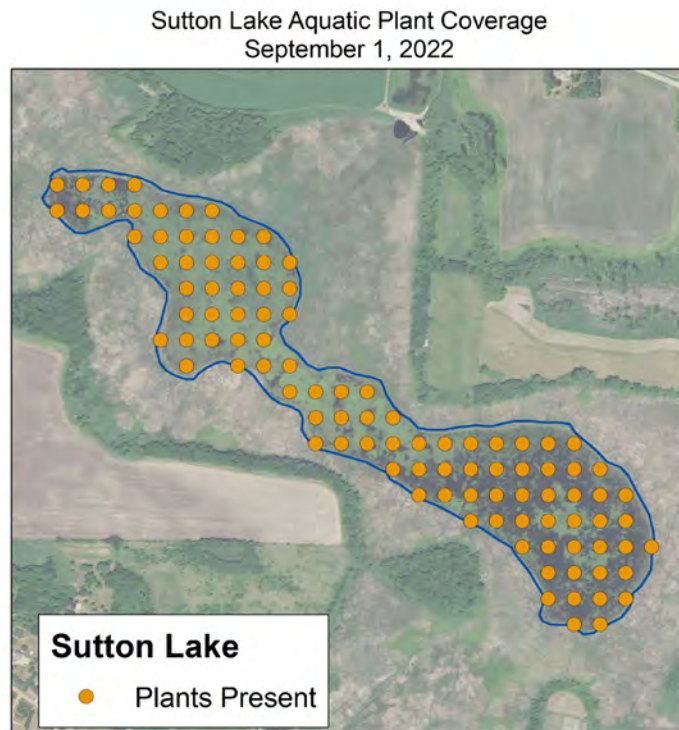 Sutton Lake Aquatic Plant Coverage
September 1, 2022
Sutton Lake
Plants Present